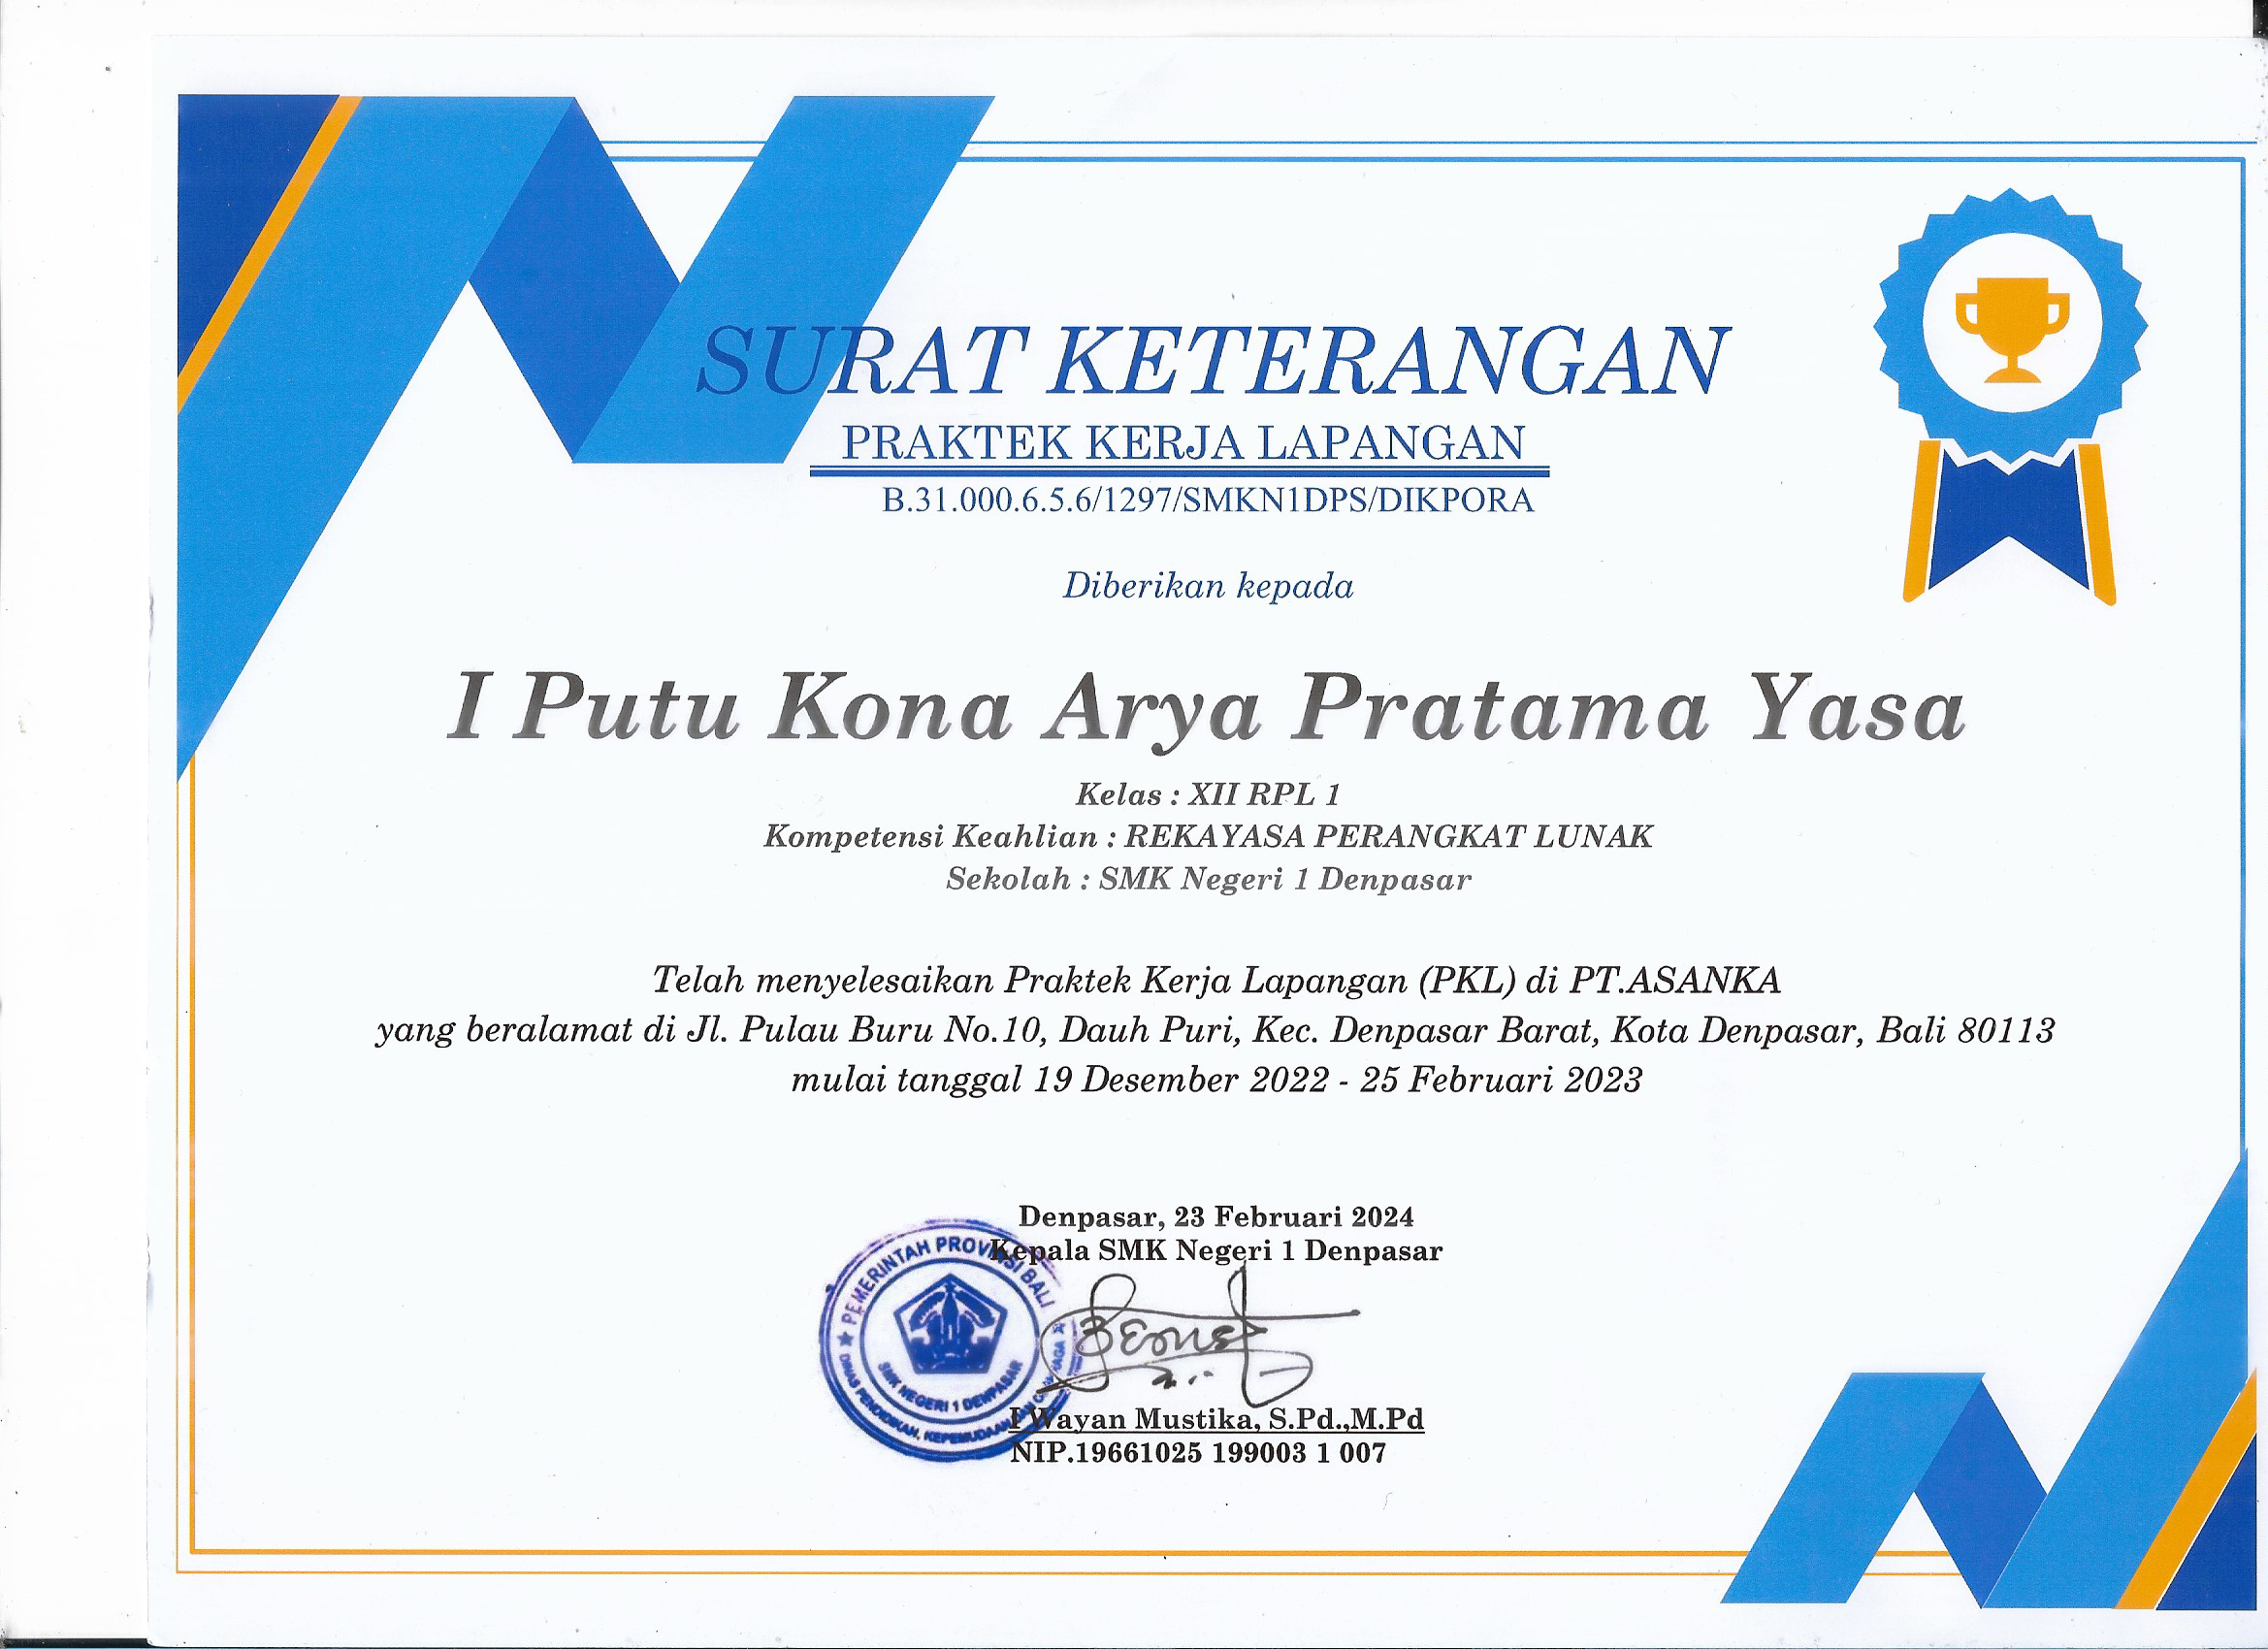 SURAT KETERANGAN
PRAKTEK KERJA LAPANGAN
B.31.000.6.5.6/1297/SMKN1DPS/DIKPORA
Diberikan kepada
I Putu Kona Arya Pratama Yasa
Kelas : XII RPL 1
Kompetensi Keahlian : REKAYASA PERANGKAT LUNAK
Sekolah : SMK Negeri 1 Denpasar
Telah menyelesaikan Praktek Kerja Lapangan (PKL) di PT.ASANKA
yang beralamat di Jl. Pulau Buru No.10, Dauh Puri, Kec. Denpasar Barat, Kota Denpasar, Bali 80113
mulai tanggal 19 Desember 2022 - 25 Februari 2023
Denpasar, 23 Februari 2024
Kepala SMK Negeri 1 Denpasar
PEMERINTAH PROVINSI BALI
SMK NEGERI 1 DENPASAR
DINAS PENDIDIKAN, KEPEMUDAAN
I Wayan Mustika, S.Pd.,M.Pd
NIP.19661025 199003 1 007